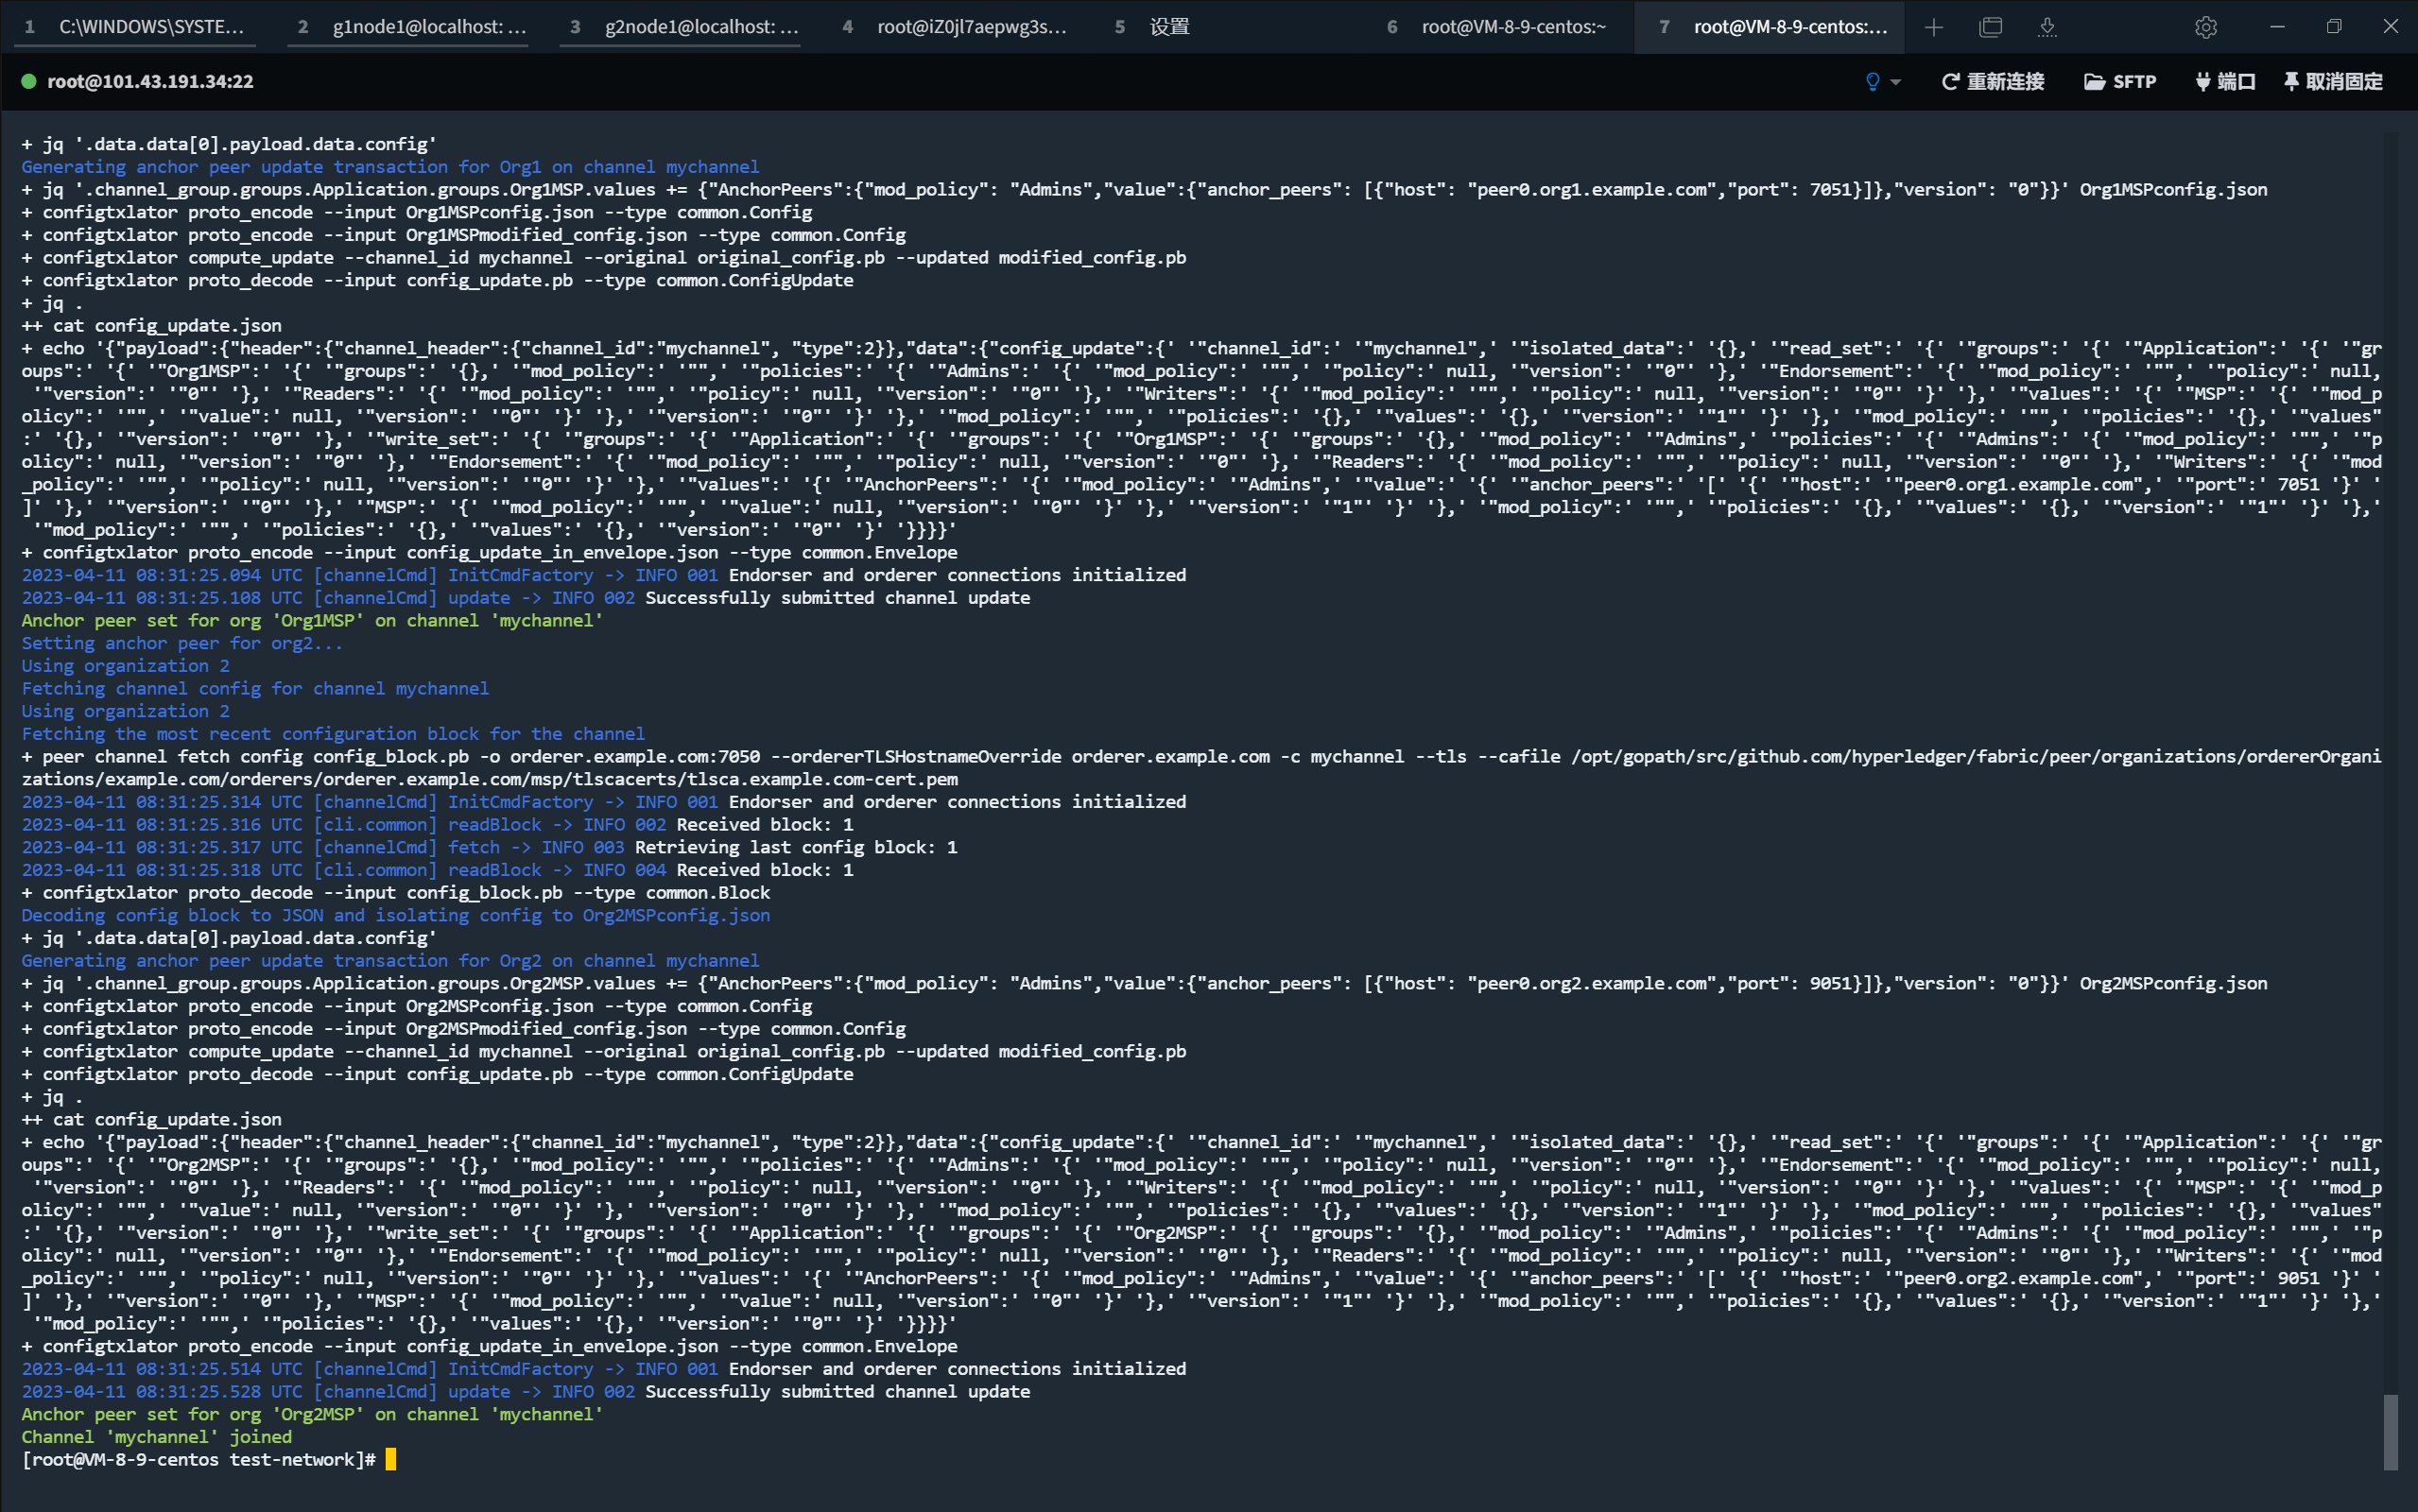 1 C:\WINDOWS\SYSTE...
2 g1node1@localhost: ...
3 g2node1@localhost: ...
4 root@iZ0jl7aepwg3s...
5 设置
6 root@VM-8-9-centos:~
7 root@VM-8-9-centos:...
root@101.43.191.34:22
重新连接
SFTP
端口
取消固定
+ jq '.data.data[0].payload.data.config'
Generating anchor peer update transaction for Org1 on channel mychannel
+ jq '.channel_group.groups.Application.groups.Org1MSP.values += {"AnchorPeers":{"mod_policy": "Admins","value":{"anchor_peers": [{"host": "peer0.org1.example.com","port": 7051}]},"version": "0"}}' Org1MSPconfig.json
+ configtxlator proto_encode --input Org1MSPconfig.json --type common.Config
+ configtxlator proto_encode --input Org1MSPmodified_config.json --type common.Config
+ configtxlator compute_update --channel_id mychannel --original original_config.pb --updated modified_config.pb
+ configtxlator proto_decode --input config_update.pb --type common.ConfigUpdate
+ jq .
++ cat config_update.json
+ echo '{"payload":{"header":{"channel_header":{"channel_id":"mychannel", "type":2}},"data":{"config_update":{' '"channel_id":' '"mychannel",' '"isolated_data":' '{},' '"read_set":' '{' '"groups":' '{' '"Application":' '{' '"gr
oups":' '{' '"Org1MSP":' '{' '"groups":' '{},' '"mod_policy":' '"",' '"policies":' '{' '"Admins":' '{' '"mod_policy":' '"",' '"policy":' null, '"version":' '"0"' '},' '"Endorsement":' '{' '"mod_policy":' '"",' '"policy":' null,
 '"version":' '"0"' '},' '"Readers":' '{' '"mod_policy":' '"",' '"policy":' null, '"version":' '"0"' '},' '"Writers":' '{' '"mod_policy":' '"",' '"policy":' null, '"version":' '"0"' '}' '},' '"values":' '{' '"MSP":' '{' '"mod_p
olicy":' '"",' '"value":' null, '"version":' '"0"' '}' '},' '"version":' '"0"' '}' '},' '"mod_policy":' '"",' '"policies":' '{},' '"values":' '{},' '"version":' '"1"' '}' '},' '"mod_policy":' '"",' '"policies":' '{},' '"values"
:' '{},' '"version":' '"0"' '},' '"write_set":' '{' '"groups":' '{' '"Application":' '{' '"groups":' '{' '"Org1MSP":' '{' '"groups":' '{},' '"mod_policy":' '"Admins",' '"policies":' '{' '"Admins":' '{' '"mod_policy":' '"",' '"p
olicy":' null, '"version":' '"0"' '},' '"Endorsement":' '{' '"mod_policy":' '"",' '"policy":' null, '"version":' '"0"' '},' '"Readers":' '{' '"mod_policy":' '"",' '"policy":' null, '"version":' '"0"' '},' '"Writers":' '{' '"mod
_policy":' '"",' '"policy":' null, '"version":' '"0"' '}' '},' '"values":' '{' '"AnchorPeers":' '{' '"mod_policy":' '"Admins",' '"value":' '{' '"anchor_peers":' '[' '{' '"host":' '"peer0.org1.example.com",' '"port":' 7051 '}' '
]' '},' '"version":' '"0"' '},' '"MSP":' '{' '"mod_policy":' '"",' '"value":' null, '"version":' '"0"' '}' '},' '"version":' '"1"' '}' '},' '"mod_policy":' '"",' '"policies":' '{},' '"values":' '{},' '"version":' '"1"' '}' '},'
 '"mod_policy":' '"",' '"policies":' '{},' '"values":' '{},' '"version":' '"0"' '}' '}}}}'
+ configtxlator proto_encode --input config_update_in_envelope.json --type common.Envelope
2023-04-11 08:31:25.094 UTC [channelCmd] InitCmdFactory -> INFO 001 Endorser and orderer connections initialized
2023-04-11 08:31:25.108 UTC [channelCmd] update -> INFO 002 Successfully submitted channel update
Anchor peer set for org 'Org1MSP' on channel 'mychannel'
Setting anchor peer for org2...
Using organization 2
Fetching channel config for channel mychannel
Using organization 2
Fetching the most recent configuration block for the channel
+ peer channel fetch config config_block.pb -o orderer.example.com:7050 --ordererTLSHostnameOverride orderer.example.com -c mychannel --tls --cafile /opt/gopath/src/github.com/hyperledger/fabric/peer/organizations/ordererOrgani
zations/example.com/orderers/orderer.example.com/msp/tlscacerts/tlsca.example.com-cert.pem
2023-04-11 08:31:25.314 UTC [channelCmd] InitCmdFactory -> INFO 001 Endorser and orderer connections initialized
2023-04-11 08:31:25.316 UTC [cli.common] readBlock -> INFO 002 Received block: 1
2023-04-11 08:31:25.317 UTC [channelCmd] fetch -> INFO 003 Retrieving last config block: 1
2023-04-11 08:31:25.318 UTC [cli.common] readBlock -> INFO 004 Received block: 1
+ configtxlator proto_decode --input config_block.pb --type common.Block
Decoding config block to JSON and isolating config to Org2MSPconfig.json
+ jq '.data.data[0].payload.data.config'
Generating anchor peer update transaction for Org2 on channel mychannel
+ jq '.channel_group.groups.Application.groups.Org2MSP.values += {"AnchorPeers":{"mod_policy": "Admins","value":{"anchor_peers": [{"host": "peer0.org2.example.com","port": 9051}]},"version": "0"}}' Org2MSPconfig.json
+ configtxlator proto_encode --input Org2MSPconfig.json --type common.Config
+ configtxlator proto_encode --input Org2MSPmodified_config.json --type common.Config
+ configtxlator compute_update --channel_id mychannel --original original_config.pb --updated modified_config.pb
+ configtxlator proto_decode --input config_update.pb --type common.ConfigUpdate
+ jq .
++ cat config_update.json
+ echo '{"payload":{"header":{"channel_header":{"channel_id":"mychannel", "type":2}},"data":{"config_update":{' '"channel_id":' '"mychannel",' '"isolated_data":' '{},' '"read_set":' '{' '"groups":' '{' '"Application":' '{' '"gr
oups":' '{' '"Org2MSP":' '{' '"groups":' '{},' '"mod_policy":' '"",' '"policies":' '{' '"Admins":' '{' '"mod_policy":' '"",' '"policy":' null, '"version":' '"0"' '},' '"Endorsement":' '{' '"mod_policy":' '"",' '"policy":' null,
 '"version":' '"0"' '},' '"Readers":' '{' '"mod_policy":' '"",' '"policy":' null, '"version":' '"0"' '},' '"Writers":' '{' '"mod_policy":' '"",' '"policy":' null, '"version":' '"0"' '}' '},' '"values":' '{' '"MSP":' '{' '"mod_p
olicy":' '"",' '"value":' null, '"version":' '"0"' '}' '},' '"version":' '"0"' '}' '},' '"mod_policy":' '"",' '"policies":' '{},' '"values":' '{},' '"version":' '"1"' '}' '},' '"mod_policy":' '"",' '"policies":' '{},' '"values"
:' '{},' '"version":' '"0"' '},' '"write_set":' '{' '"groups":' '{' '"Application":' '{' '"groups":' '{' '"Org2MSP":' '{' '"groups":' '{},' '"mod_policy":' '"Admins",' '"policies":' '{' '"Admins":' '{' '"mod_policy":' '"",' '"p
olicy":' null, '"version":' '"0"' '},' '"Endorsement":' '{' '"mod_policy":' '"",' '"policy":' null, '"version":' '"0"' '},' '"Readers":' '{' '"mod_policy":' '"",' '"policy":' null, '"version":' '"0"' '},' '"Writers":' '{' '"mod
_policy":' '"",' '"policy":' null, '"version":' '"0"' '}' '},' '"values":' '{' '"AnchorPeers":' '{' '"mod_policy":' '"Admins",' '"value":' '{' '"anchor_peers":' '[' '{' '"host":' '"peer0.org2.example.com",' '"port":' 9051 '}' '
]' '},' '"version":' '"0"' '},' '"MSP":' '{' '"mod_policy":' '"",' '"value":' null, '"version":' '"0"' '}' '},' '"version":' '"1"' '}' '},' '"mod_policy":' '"",' '"policies":' '{},' '"values":' '{},' '"version":' '"1"' '}' '},'
 '"mod_policy":' '"",' '"policies":' '{},' '"values":' '{},' '"version":' '"0"' '}' '}}}}'
+ configtxlator proto_encode --input config_update_in_envelope.json --type common.Envelope
2023-04-11 08:31:25.514 UTC [channelCmd] InitCmdFactory -> INFO 001 Endorser and orderer connections initialized
2023-04-11 08:31:25.528 UTC [channelCmd] update -> INFO 002 Successfully submitted channel update
Anchor peer set for org 'Org2MSP' on channel 'mychannel'
Channel 'mychannel' joined
[root@VM-8-9-centos test-network]#